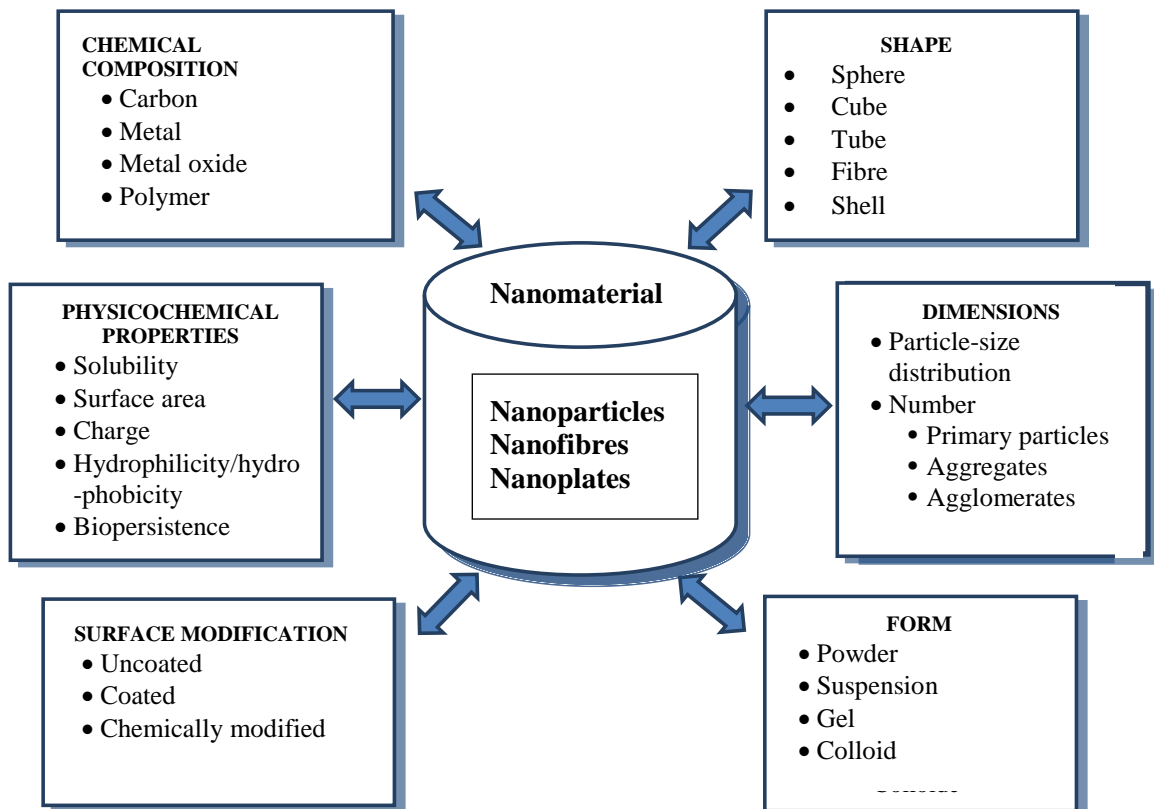 CHEMICAL
COMPOSITION
• Carbon
• Metal
• Metal oxide
• Polymer
SHAPE
• Sphere
• Cube
• Tube
• Fibre
• Shell
PHYSICOCHEMICAL
PROPERTIES
• Solubility
• Surface area
• Charge
• Hydrophilicity/hydro
-phobicity
• Biopersistence
Nanomaterial
Nanoparticles
Nanofibres
Nanoplates
DIMENSIONS
• Particle-size
distribution
• Number
• Primary particles
• Aggregates
• Agglomerates
SURFACE MODIFICATION
• Uncoated
• Coated
• Chemically modified
FORM
• Powder
• Suspension
• Gel
• Colloid